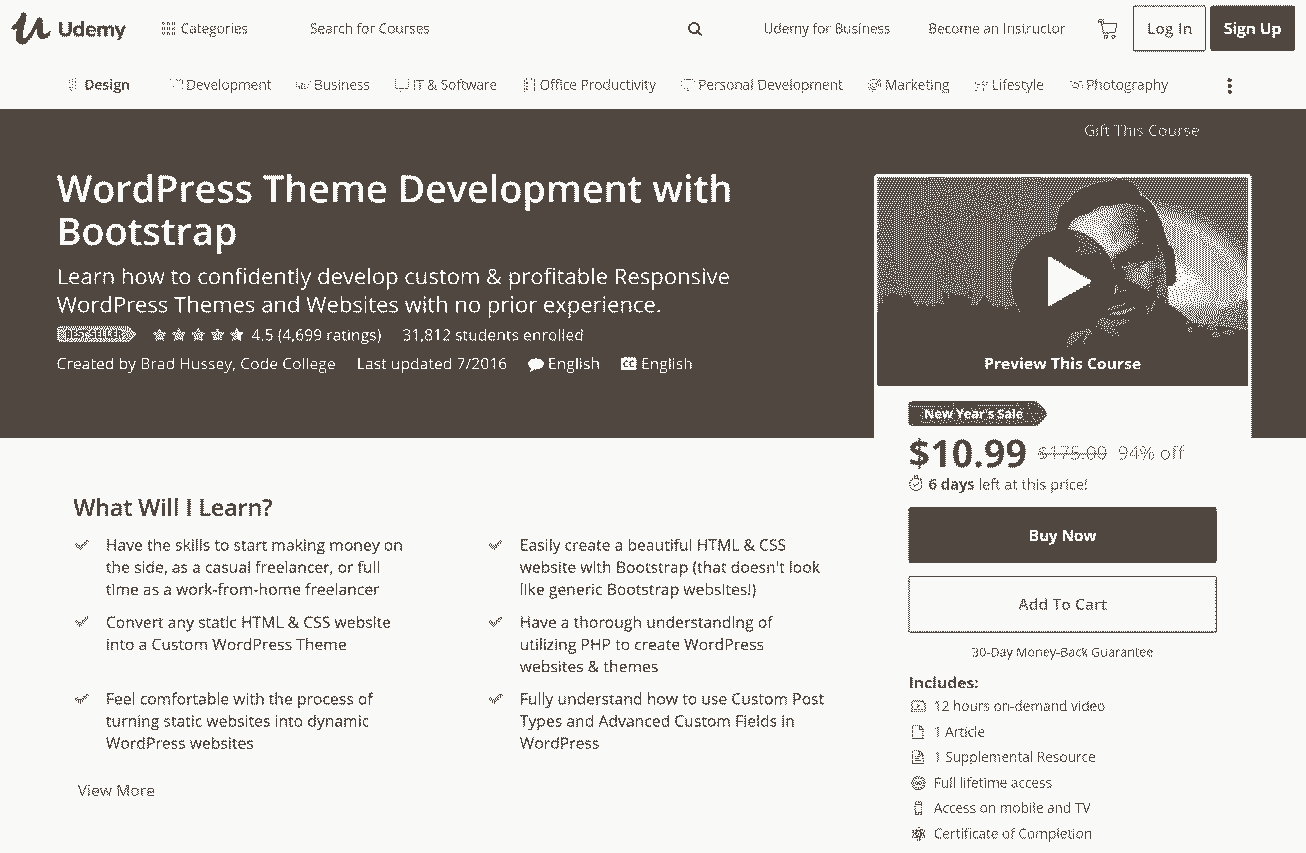 Udemy
Categories
Search for Courses
Udemy for Business
Become an Instructor
Log In
Sign Up
Design
Development
Business
IT & Software
Office Productivity
Personal Development
Marketing
Lifestyle
Photography
Gift This Course
WordPress Theme Development with
Bootstrap
Learn how to confidently develop custom & profitable Responsive
WordPress Themes and Websites with no prior experience.
BESTSELLER 4.5 (4,699 ratings) 31,812 students enrolled
Created by Brad Hussey, Code College Last updated 7/2016 English CC English
Preview This Course
New Year's Sale
$10.99 $175.00 94% off
6 days left at this price!
Buy Now
Add To Cart
30-Day Money-Back Guarantee
Includes:
12 hours on-demand video
1 Article
1 Supplemental Resource
Full lifetime access
Access on mobile and TV
Certificate of Completion
What Will I Learn?
Have the skills to start making money on
the side, as a casual freelancer, or full
time as a work-from-home freelancer
Convert any static HTML & CSS website
into a Custom WordPress Theme
Feel comfortable with the process of
turning static websites into dynamic
WordPress websites
Easily create a beautiful HTML & CSS
website with Bootstrap (that doesn't look
like generic Bootstrap websites!)
Have a thorough understanding of
utilizing PHP to create WordPress
websites & themes
Fully understand how to use Custom Post
Types and Advanced Custom Fields in
WordPress
View More